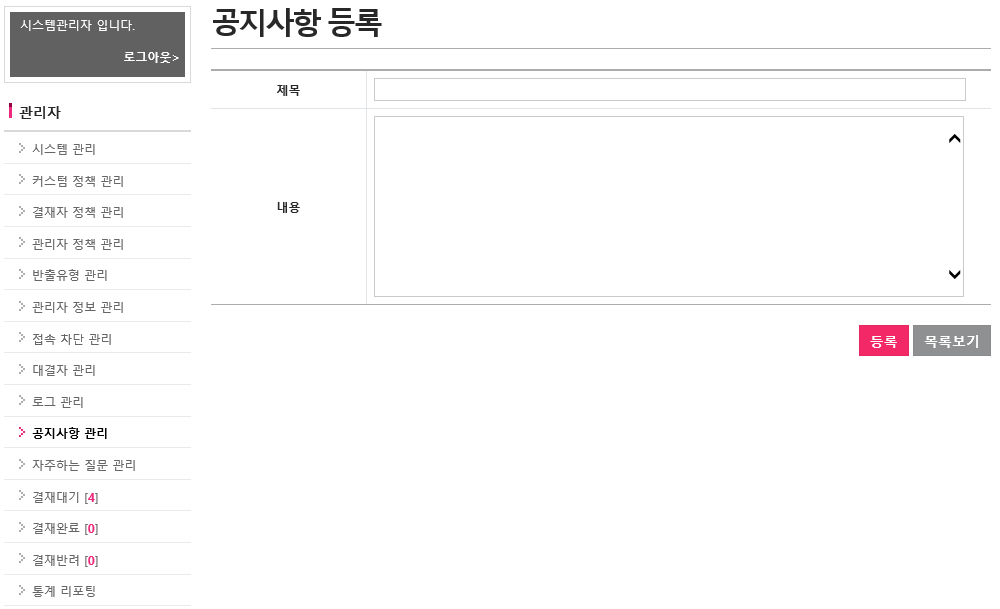 시스템관리자 입니다.
로그아웃>
관리자
시스템 관리
커스텀 정책 관리
결재자 정책 관리
관리자 정책 관리
반출유형 관리
관리자 정보 관리
접속 차단 관리
대결자 관리
로그 관리
공지사항 관리
자주하는 질문 관리
결재대기 [4]
결재완료 [0]
결재반려 [0]
통계 리포팅
공지사항 등록
제목
내용
등록 목록보기